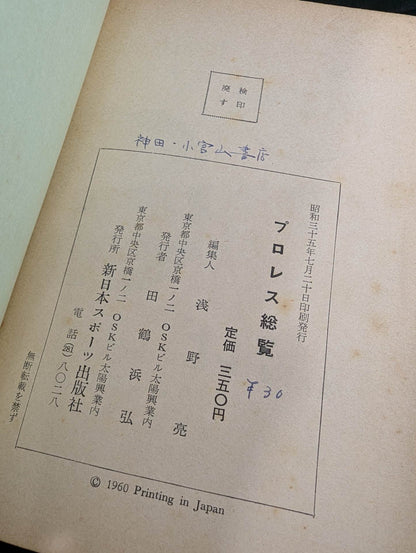 検印
廃す
神田・小宮山書店
昭和三十五年七月二十日印刷発行
プロレス総覧
定価 三五〇円
¥30
編集人 浅野亮
東京都中央区京橋一ノ二 OSKビル太陽興業内
発行者 田鶴浜弘
東京都中央区京橋一ノ二 OSKビル太陽興業内
発行所 新日本スポーツ出版社
電話(561)八〇二八
無断転載を禁ず
© 1960 Printing in Japan